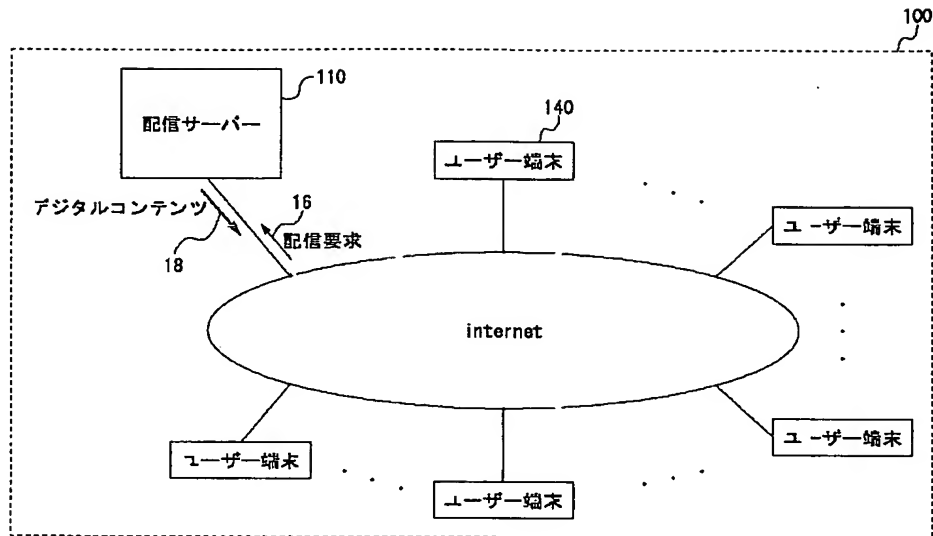 100
110
配信サーバー
140
ユーザー端末
デジタルコンテンツ
16
配信要求
18
ユーザー端末
internet
ユーザー端末
ユーザー端末
ユーザー端末